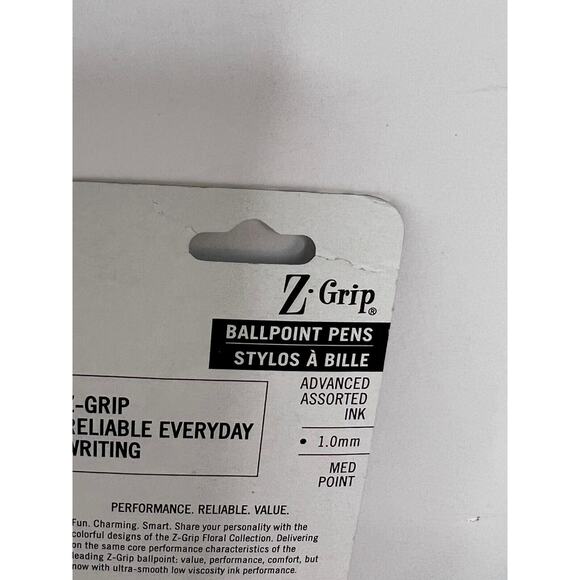 Z·Grip®
BALLPOINT PENS
STYLOS À BILLE
ADVANCED
ASSORTED
INK
• 1.0mm
MED
POINT
Z-GRIP
RELIABLE EVERYDAY
WRITING
PERFORMANCE. RELIABLE. VALUE.
Fun. Charming. Smart. Share your personality with the
colorful designs of the Z-Grip Floral Collection. Delivering
on the same core performance characteristics of the
leading Z-Grip ballpoint: value, performance, comfort, but
now with ultra-smooth low viscosity ink performance.